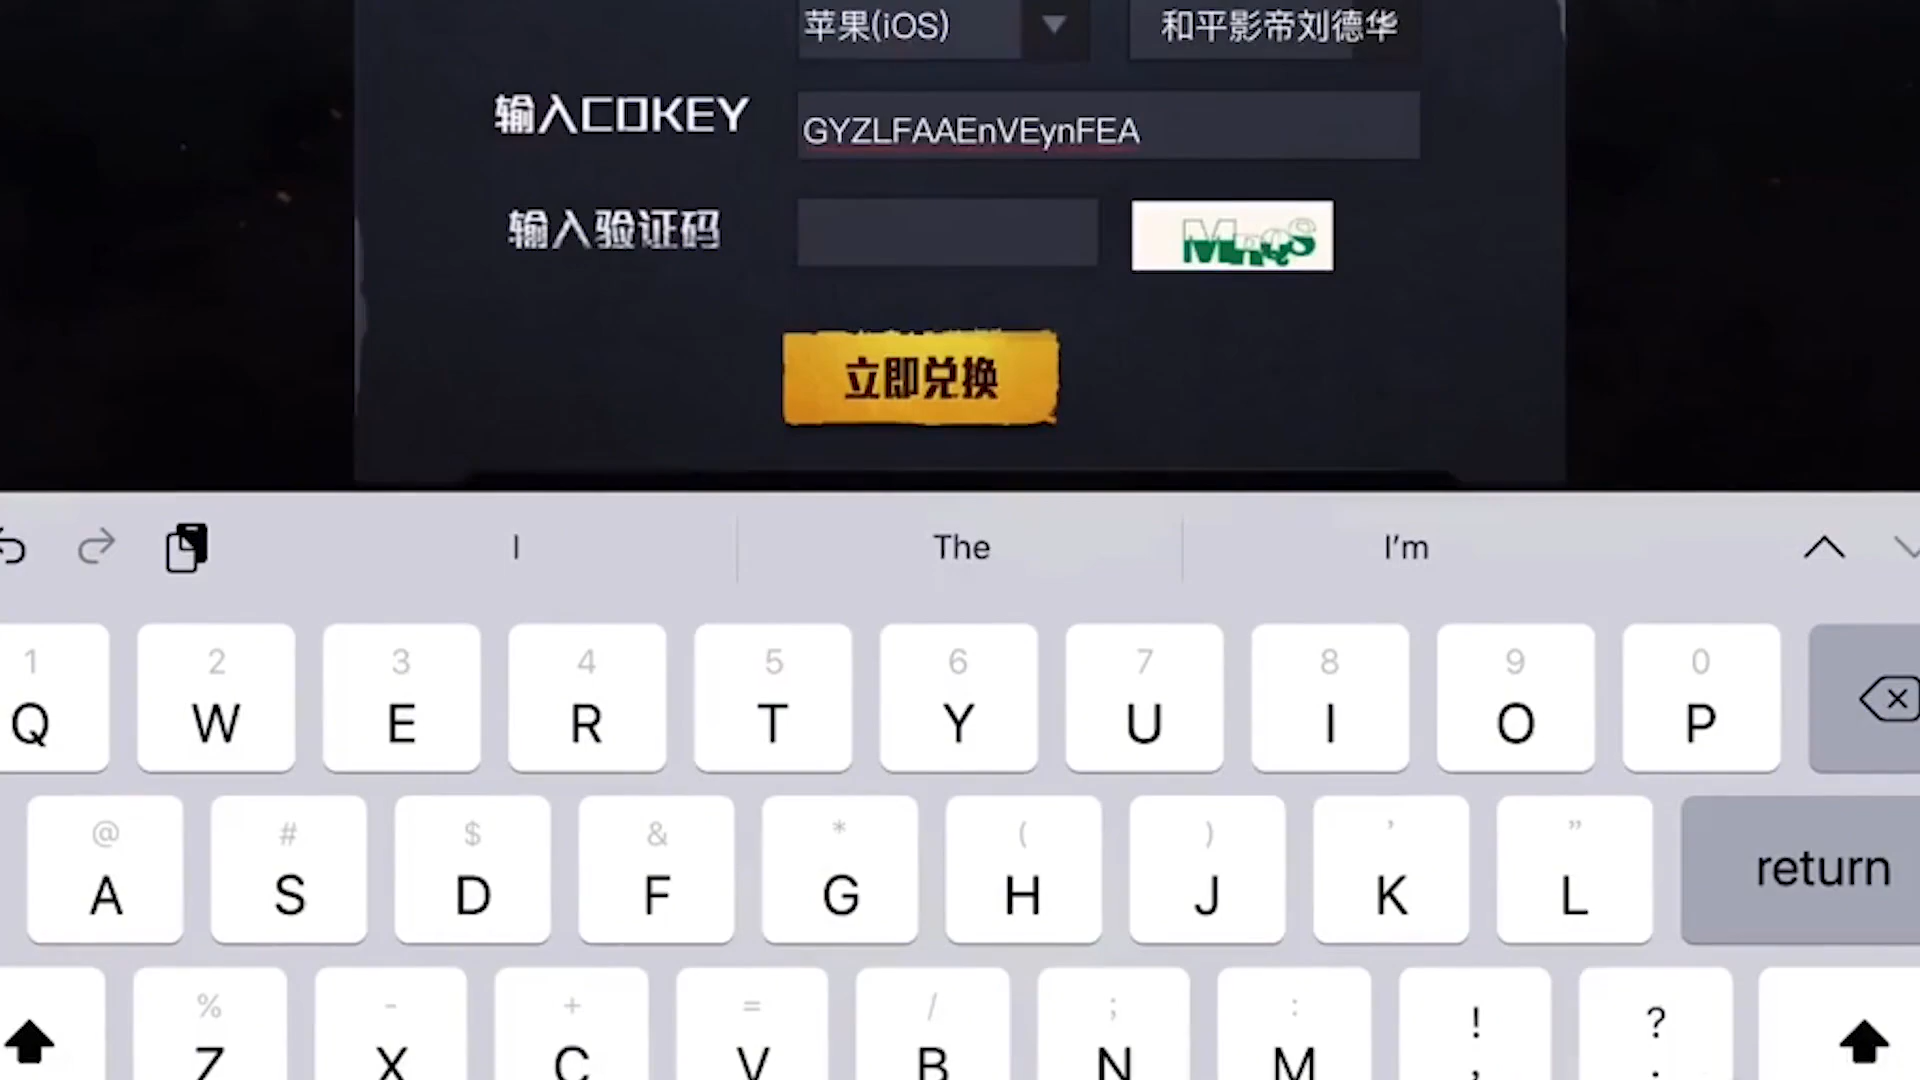 苹果(iOS) 和平影帝刘德华
输入CDKEY GYZLFAAEnVEynFEA
输入验证码 MRQS
立即兑换
I The I’m
1 2 3 4 5 6 7 8 9 0
Q W E R T Y U I O P
@ # $ & * ( ) ’ ”
A S D F G H J K L return
% - + = / ; : ! ?
Z X C V B N M , .